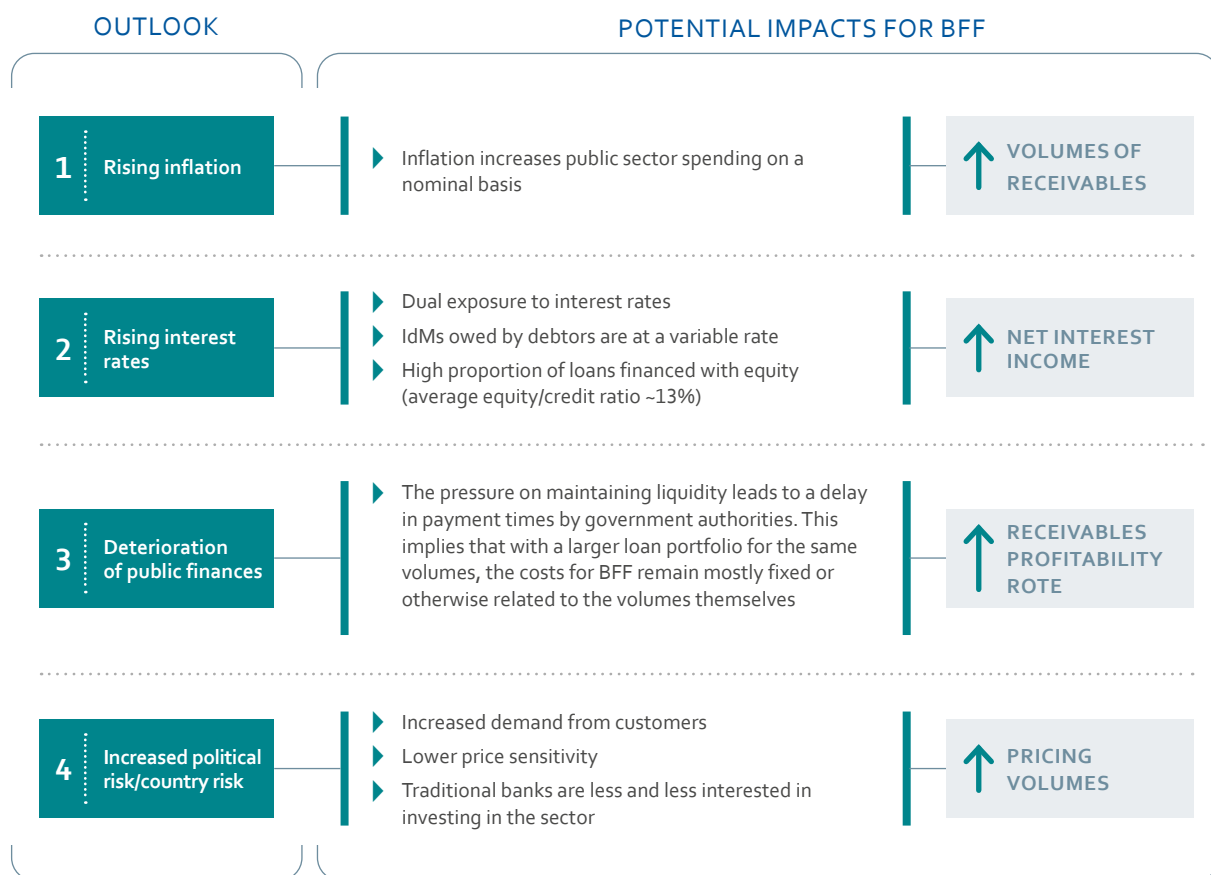 OUTLOOK
POTENTIAL IMPACTS FOR BFF
1
Rising inflation
Inflation increases public sector spending on a
nominal basis
VOLUMES OF
RECEIVABLES
2
Rising interest
rates
Dual exposure to interest rates
IdMs owed by debtors are at a variable rate
High proportion of loans financed with equity
(average equity/credit ratio ~13%)
NET INTEREST
INCOME
3
Deterioration
of public finances
The pressure on maintaining liquidity leads to a delay
in payment times by government authorities. This
implies that with a larger loan portfolio for the same
volumes, the costs for BFF remain mostly fixed or
otherwise related to the volumes themselves
RECEIVABLES
PROFITABILITY
ROTE
4
Increased political
risk/country risk
Increased demand from customers
Lower price sensitivity
Traditional banks are less and less interested in
investing in the sector
PRICING
VOLUMES